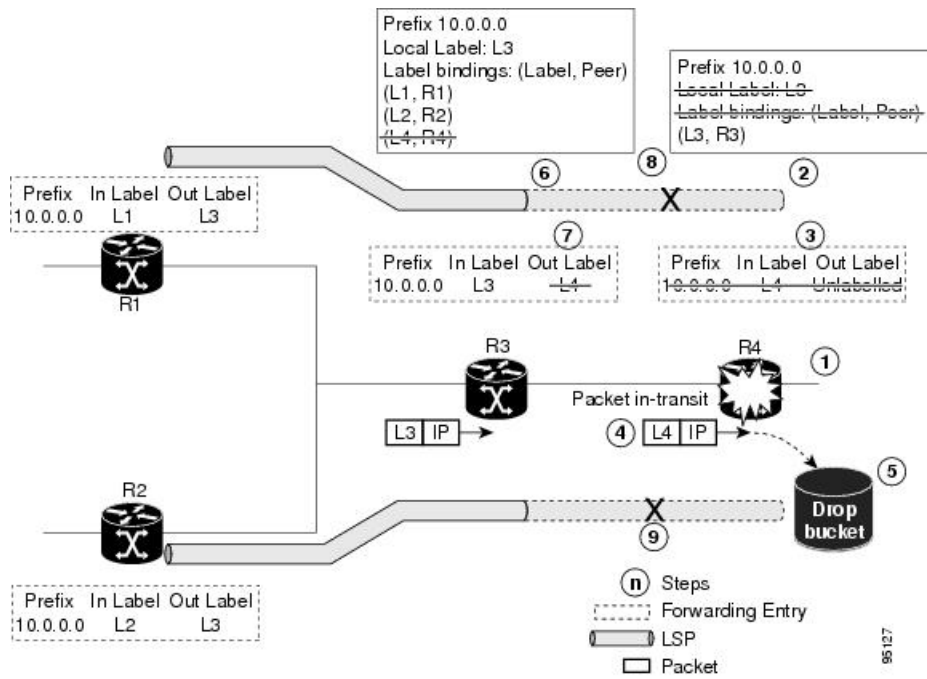 Prefix 10.0.0.0
Local Label: L3
Label bindings: (Label, Peer)
(L1, R1)
(L2, R2)
(L4, R4)
Prefix 10.0.0.0
Local Label: L3
Label bindings: (Label, Peer)
(L3, R3)
6
8
2
Prefix In Label Out Label
10.0.0.0 L1 L3
R1
7
Prefix In Label Out Label
10.0.0.0 L3 L4
3
Prefix In Label Out Label
10.0.0.0 L4 Unlabelled
R3
R4
1
Packet in-transit
L3 IP
4
L4 IP
5
Drop
bucket
R2
9
Prefix In Label Out Label
10.0.0.0 L2 L3
n Steps
Forwarding Entry
LSP
Packet
95127